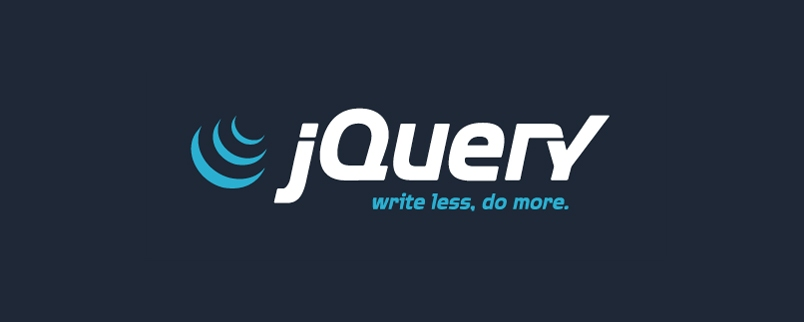 jQuery
write less, do more.